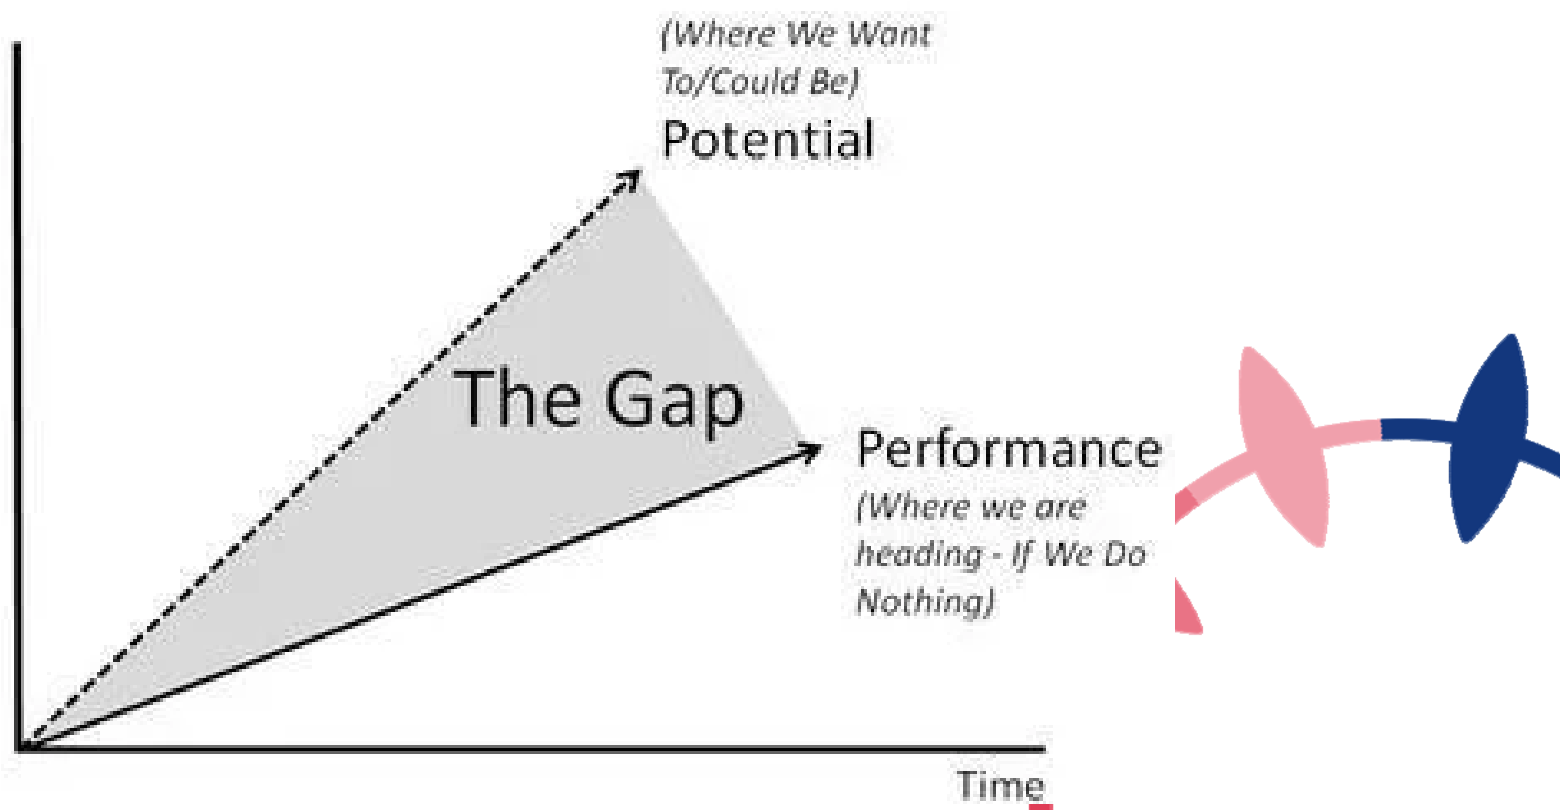 (Where We Want
To/Could Be)
Potential
The Gap
Performance
(Where we are
heading - If We Do
Nothing)
Time